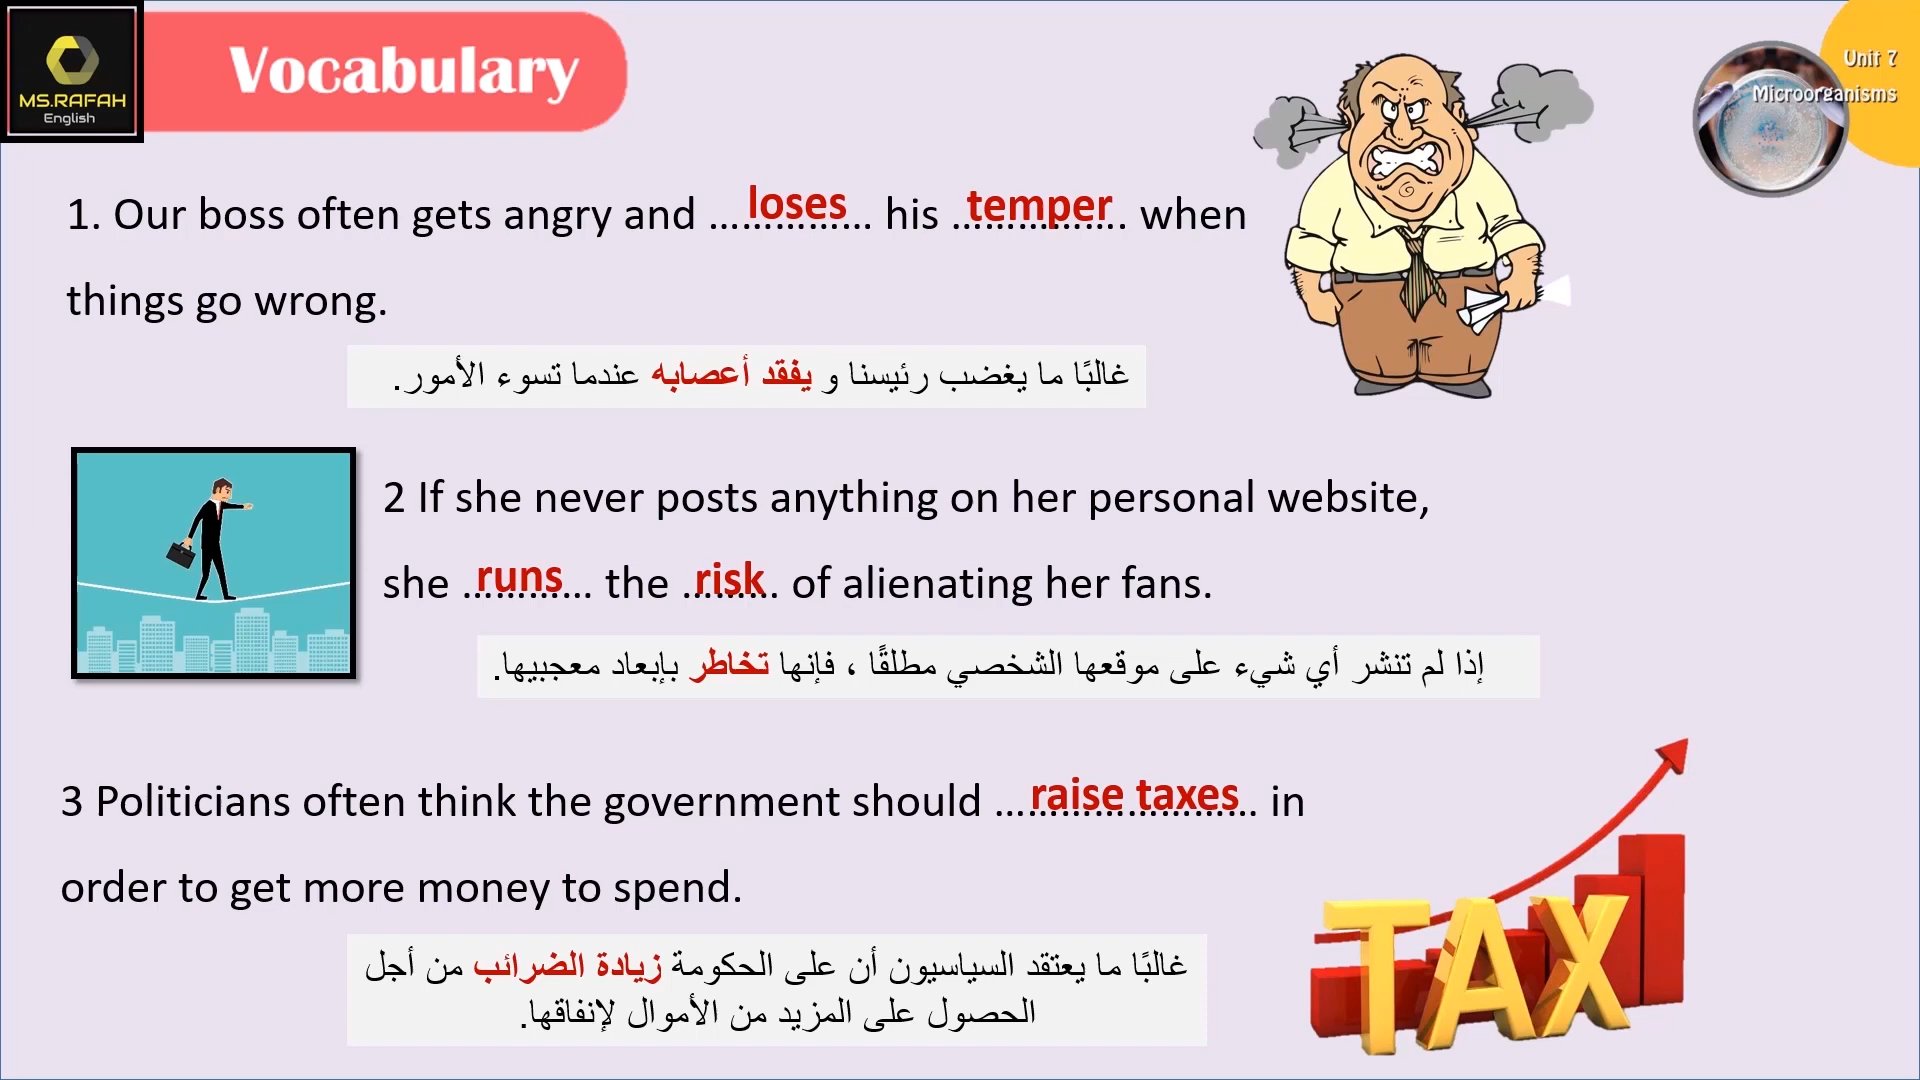 MS.RAFAH
English
Vocabulary
Unit 7
Microorganisms
1. Our boss often gets angry and ...loses... his ...temper... when
things go wrong.
غالبًا ما يغضب رئيسنا و يفقد أعصابه عندما تسوء الأمور.
2 If she never posts anything on her personal website,
she ...runs... the ...risk... of alienating her fans.
إذا لم تنشر أي شيء على موقعها الشخصي مطلقًا ، فإنها تخاطر بإبعاد معجبيها.
3 Politicians often think the government should ...raise taxes... in
order to get more money to spend.
غالبًا ما يعتقد السياسيون أن على الحكومة زيادة الضرائب من أجل
الحصول على المزيد من الأموال لإنفاقها.
TAX